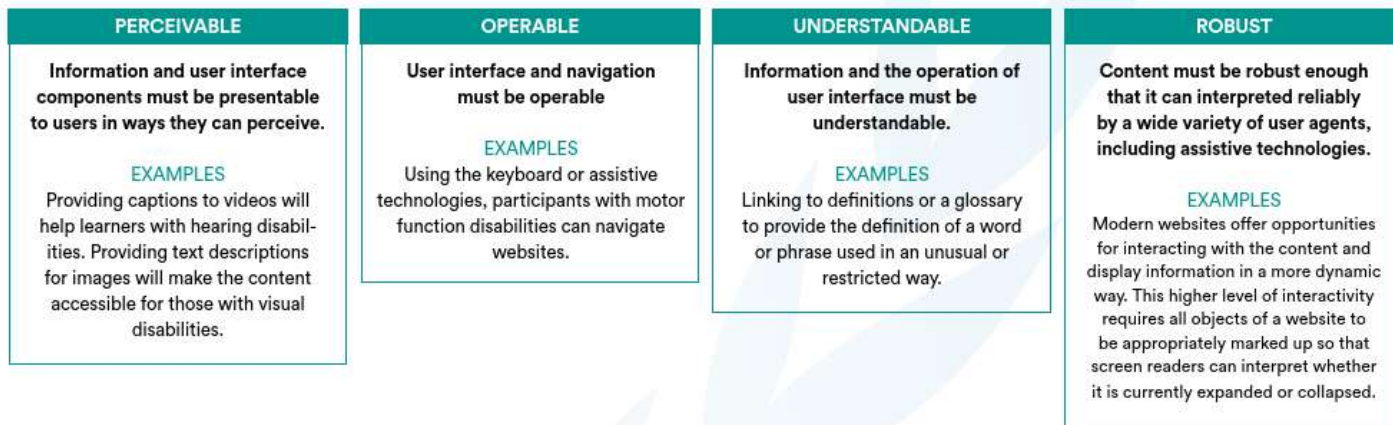 PERCEIVABLE
Information and user interface
components must be presentable
to users in ways they can perceive.
EXAMPLES
Providing captions to videos will
help learners with hearing disabil-
ities. Providing text descriptions
for images will make the content
accessible for those with visual
disabilities.
OPERABLE
User interface and navigation
must be operable
EXAMPLES
Using the keyboard or assistive
technologies, participants with motor
function disabilities can navigate
websites.
UNDERSTANDABLE
Information and the operation of
user interface must be
understandable.
EXAMPLES
Linking to definitions or a glossary
to provide the definition of a word
or phrase used in an unusual or
restricted way.
ROBUST
Content must be robust enough
that it can interpreted reliably
by a wide variety of user agents,
including assistive technologies.
EXAMPLES
Modern websites offer opportunities
for interacting with the content and
display information in a more dynamic
way. This higher level of interactivity
requires all objects of a website to
be appropriately marked up so that
screen readers can interpret whether
it is currently expanded or collapsed.